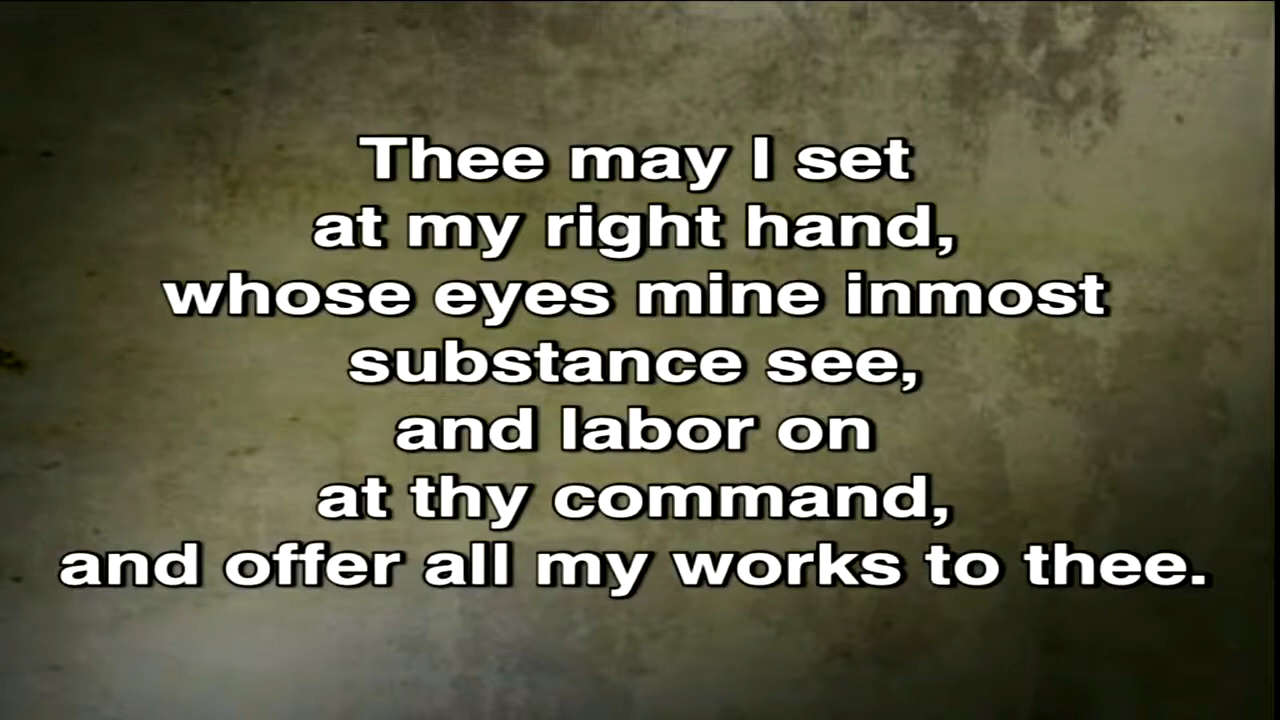 Thee may I set
at my right hand,
whose eyes mine inmost
substance see,
and labor on
at thy command,
and offer all my works to thee.